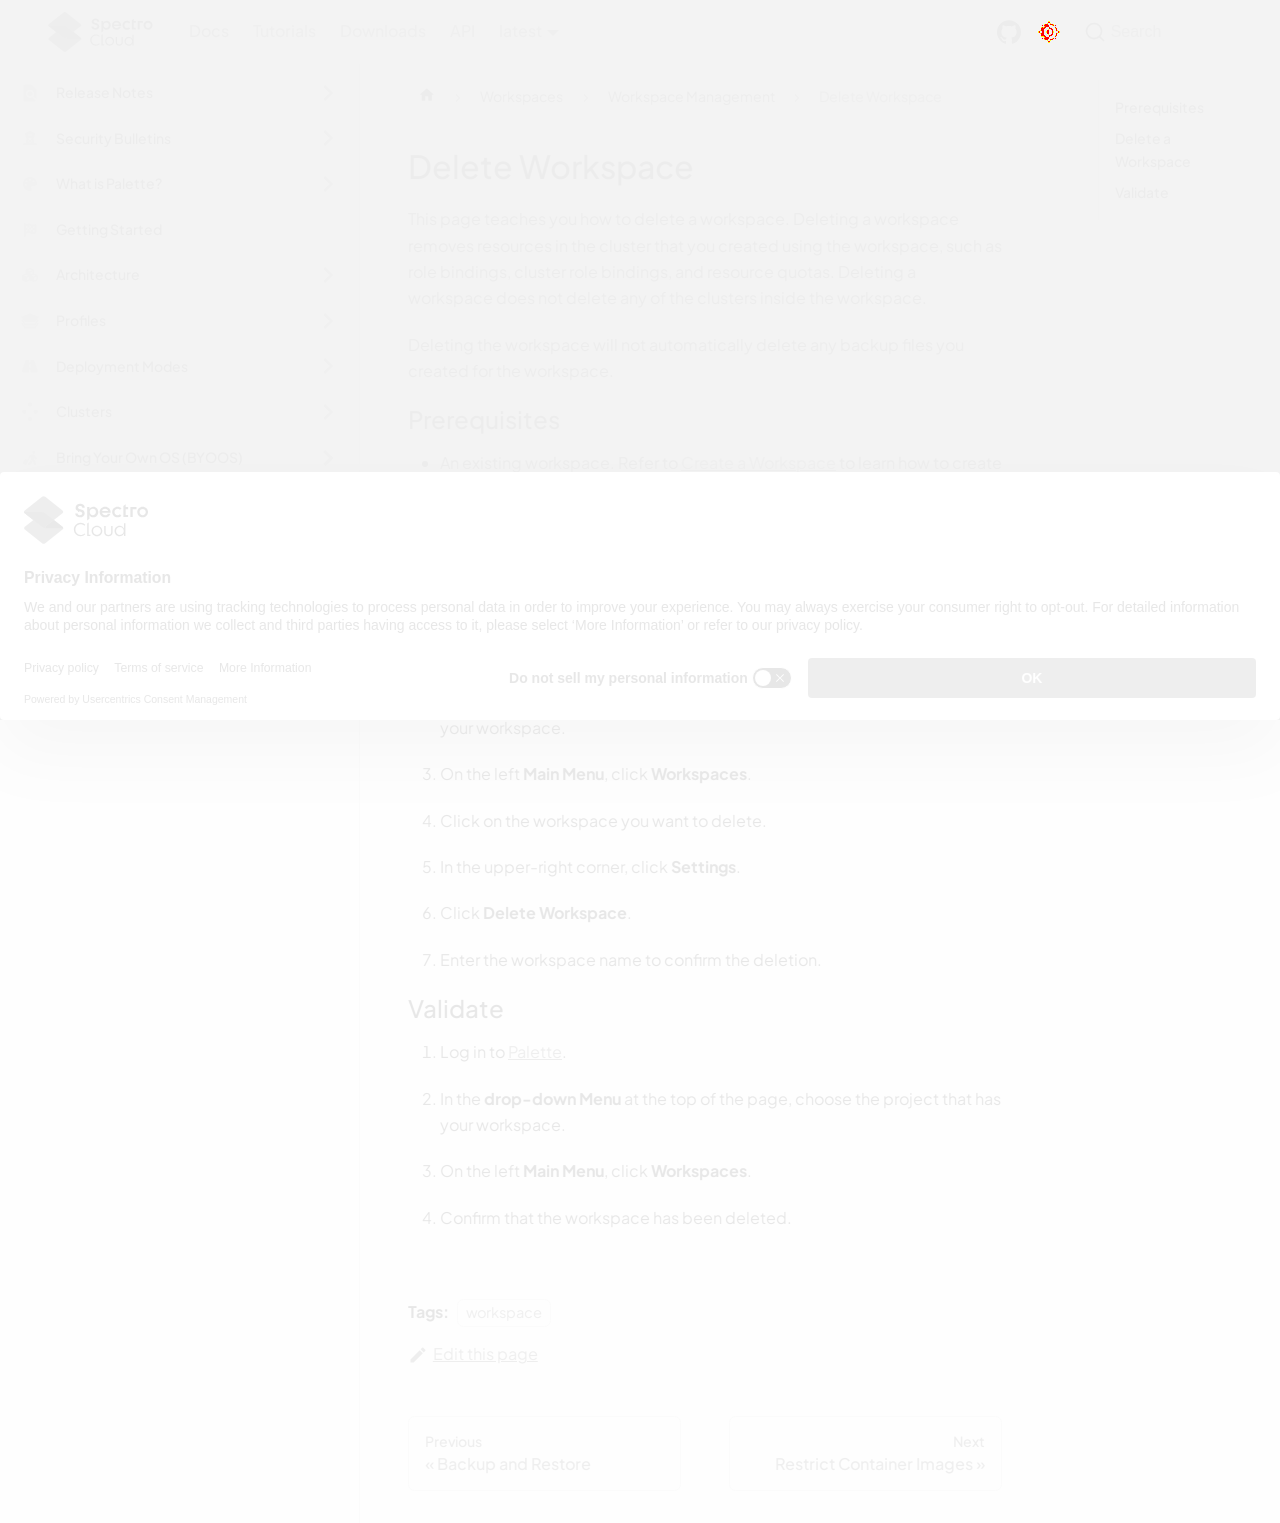 Spectro Cloud
Docs Tutorials Downloads API latest
Search
Release Notes
Security Bulletins
What is Palette?
Getting Started
Architecture
Profiles
Deployment Modes
Clusters
Bring Your Own OS (BYOOS)
Workspaces
Workspace Management
Delete Workspace
Prerequisites
Delete a
Workspace
Validate
Delete Workspace
This page teaches you how to delete a workspace. Deleting a workspace
removes resources in the cluster that you created using the workspace, such as
role bindings, cluster role bindings, and resource quotas. Deleting a
workspace does not delete any of the clusters inside the workspace.
Deleting the workspace will not automatically delete any backup files you
created for the workspace.
Prerequisites
An existing workspace. Refer to Create a Workspace to learn how to create
Spectro
Cloud
Privacy Information
We and our partners are using tracking technologies to process personal data in order to improve your experience. You may always exercise your consumer right to opt-out. For detailed information
about personal information we collect and third parties having access to it, please select ‘More Information’ or refer to our privacy policy.
Privacy policy Terms of service More Information
Do not sell my personal information
OK
Powered by Usercentrics Consent Management
your workspace.
3. On the left Main Menu, click Workspaces.
4. Click on the workspace you want to delete.
5. In the upper-right corner, click Settings.
6. Click Delete Workspace.
7. Enter the workspace name to confirm the deletion.
Validate
1. Log in to Palette.
2. In the drop-down Menu at the top of the page, choose the project that has
your workspace.
3. On the left Main Menu, click Workspaces.
4. Confirm that the workspace has been deleted.
Tags: workspace
Edit this page
Previous
« Backup and Restore
Next
Restrict Container Images »